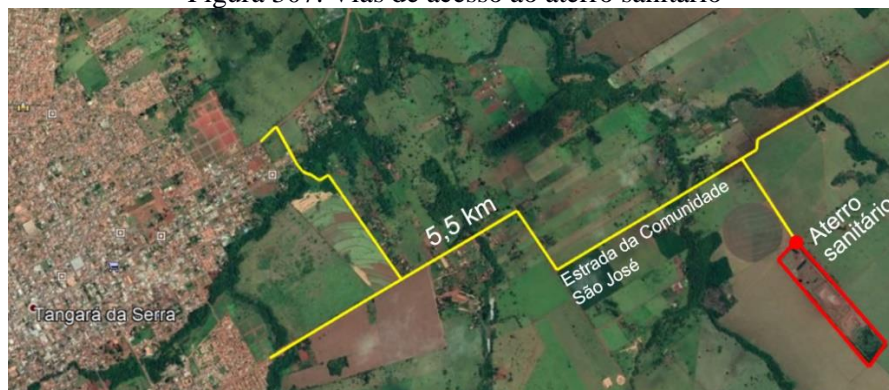 Figura 367: Vias de acesso ao aterro sanitário
5,5 km
Estrada da Comunidade
São José
Aterro
sanitário
Tangará da Serra